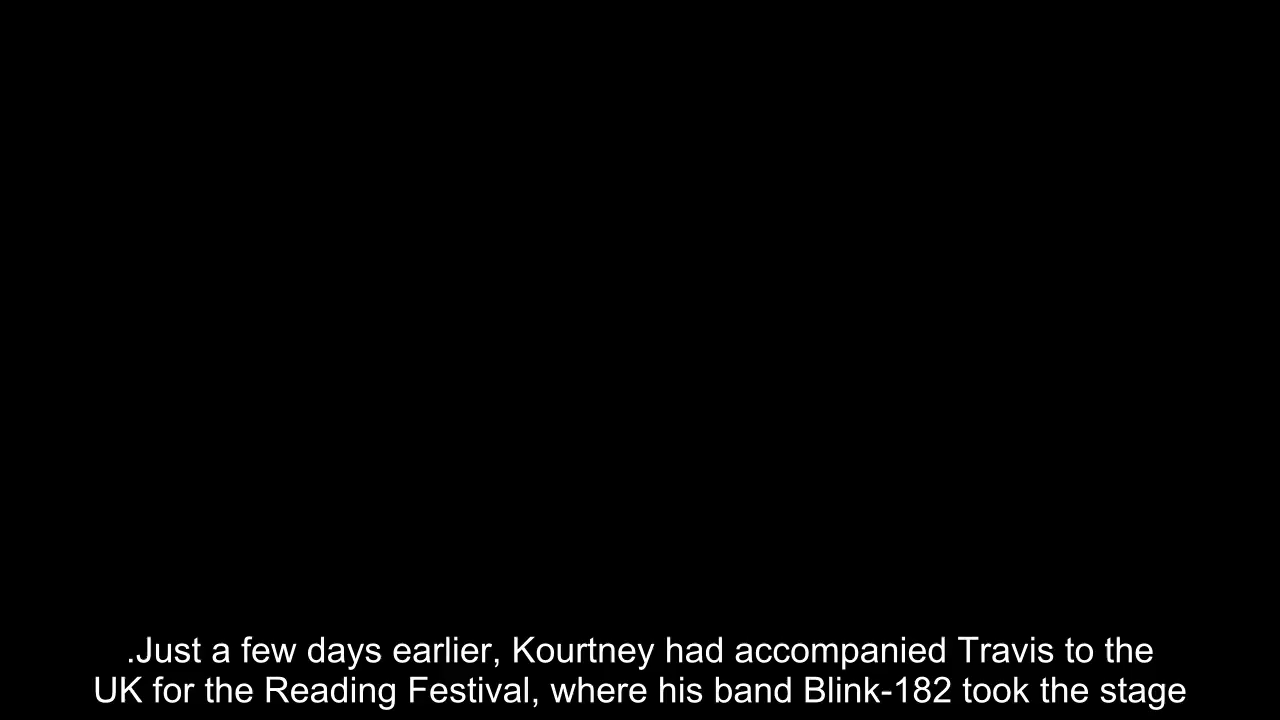 .Just a few days earlier, Kourtney had accompanied Travis to the
UK for the Reading Festival, where his band Blink-182 took the stage